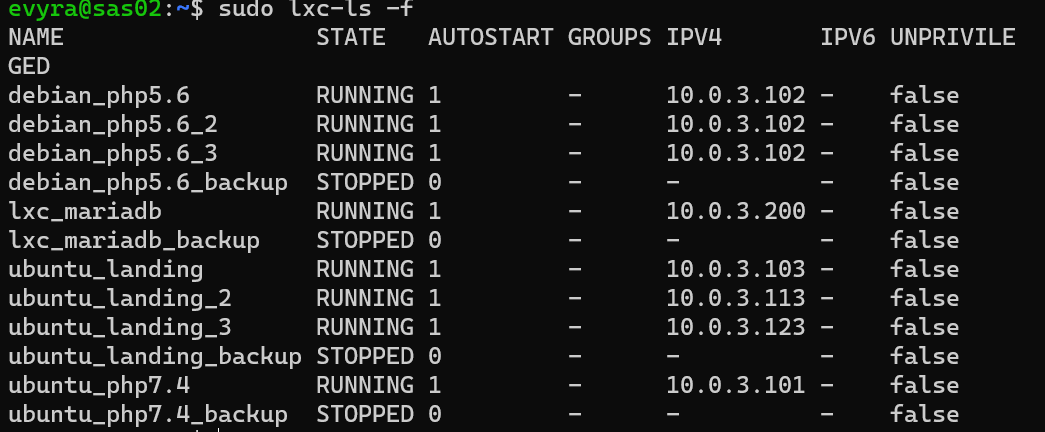 evyra@sas02:~$ sudo lxc-ls -f
NAME                 STATE   AUTOSTART GROUPS IPV4       IPV6 UNPRIVILE
GED
debian_php5.6        RUNNING 1         -      10.0.3.102 -    false
debian_php5.6_2      RUNNING 1         -      10.0.3.102 -    false
debian_php5.6_3      RUNNING 1         -      10.0.3.102 -    false
debian_php5.6_backup STOPPED 0         -      -          -    false
lxc_mariadb          RUNNING 1         -      10.0.3.200 -    false
lxc_mariadb_backup   STOPPED 0         -      -          -    false
ubuntu_landing       RUNNING 1         -      10.0.3.103 -    false
ubuntu_landing_2     RUNNING 1         -      10.0.3.113 -    false
ubuntu_landing_3     RUNNING 1         -      10.0.3.123 -    false
ubuntu_landing_backup STOPPED 0         -      -          -    false
ubuntu_php7.4        RUNNING 1         -      10.0.3.101 -    false
ubuntu_php7.4_backup STOPPED 0         -      -          -    false